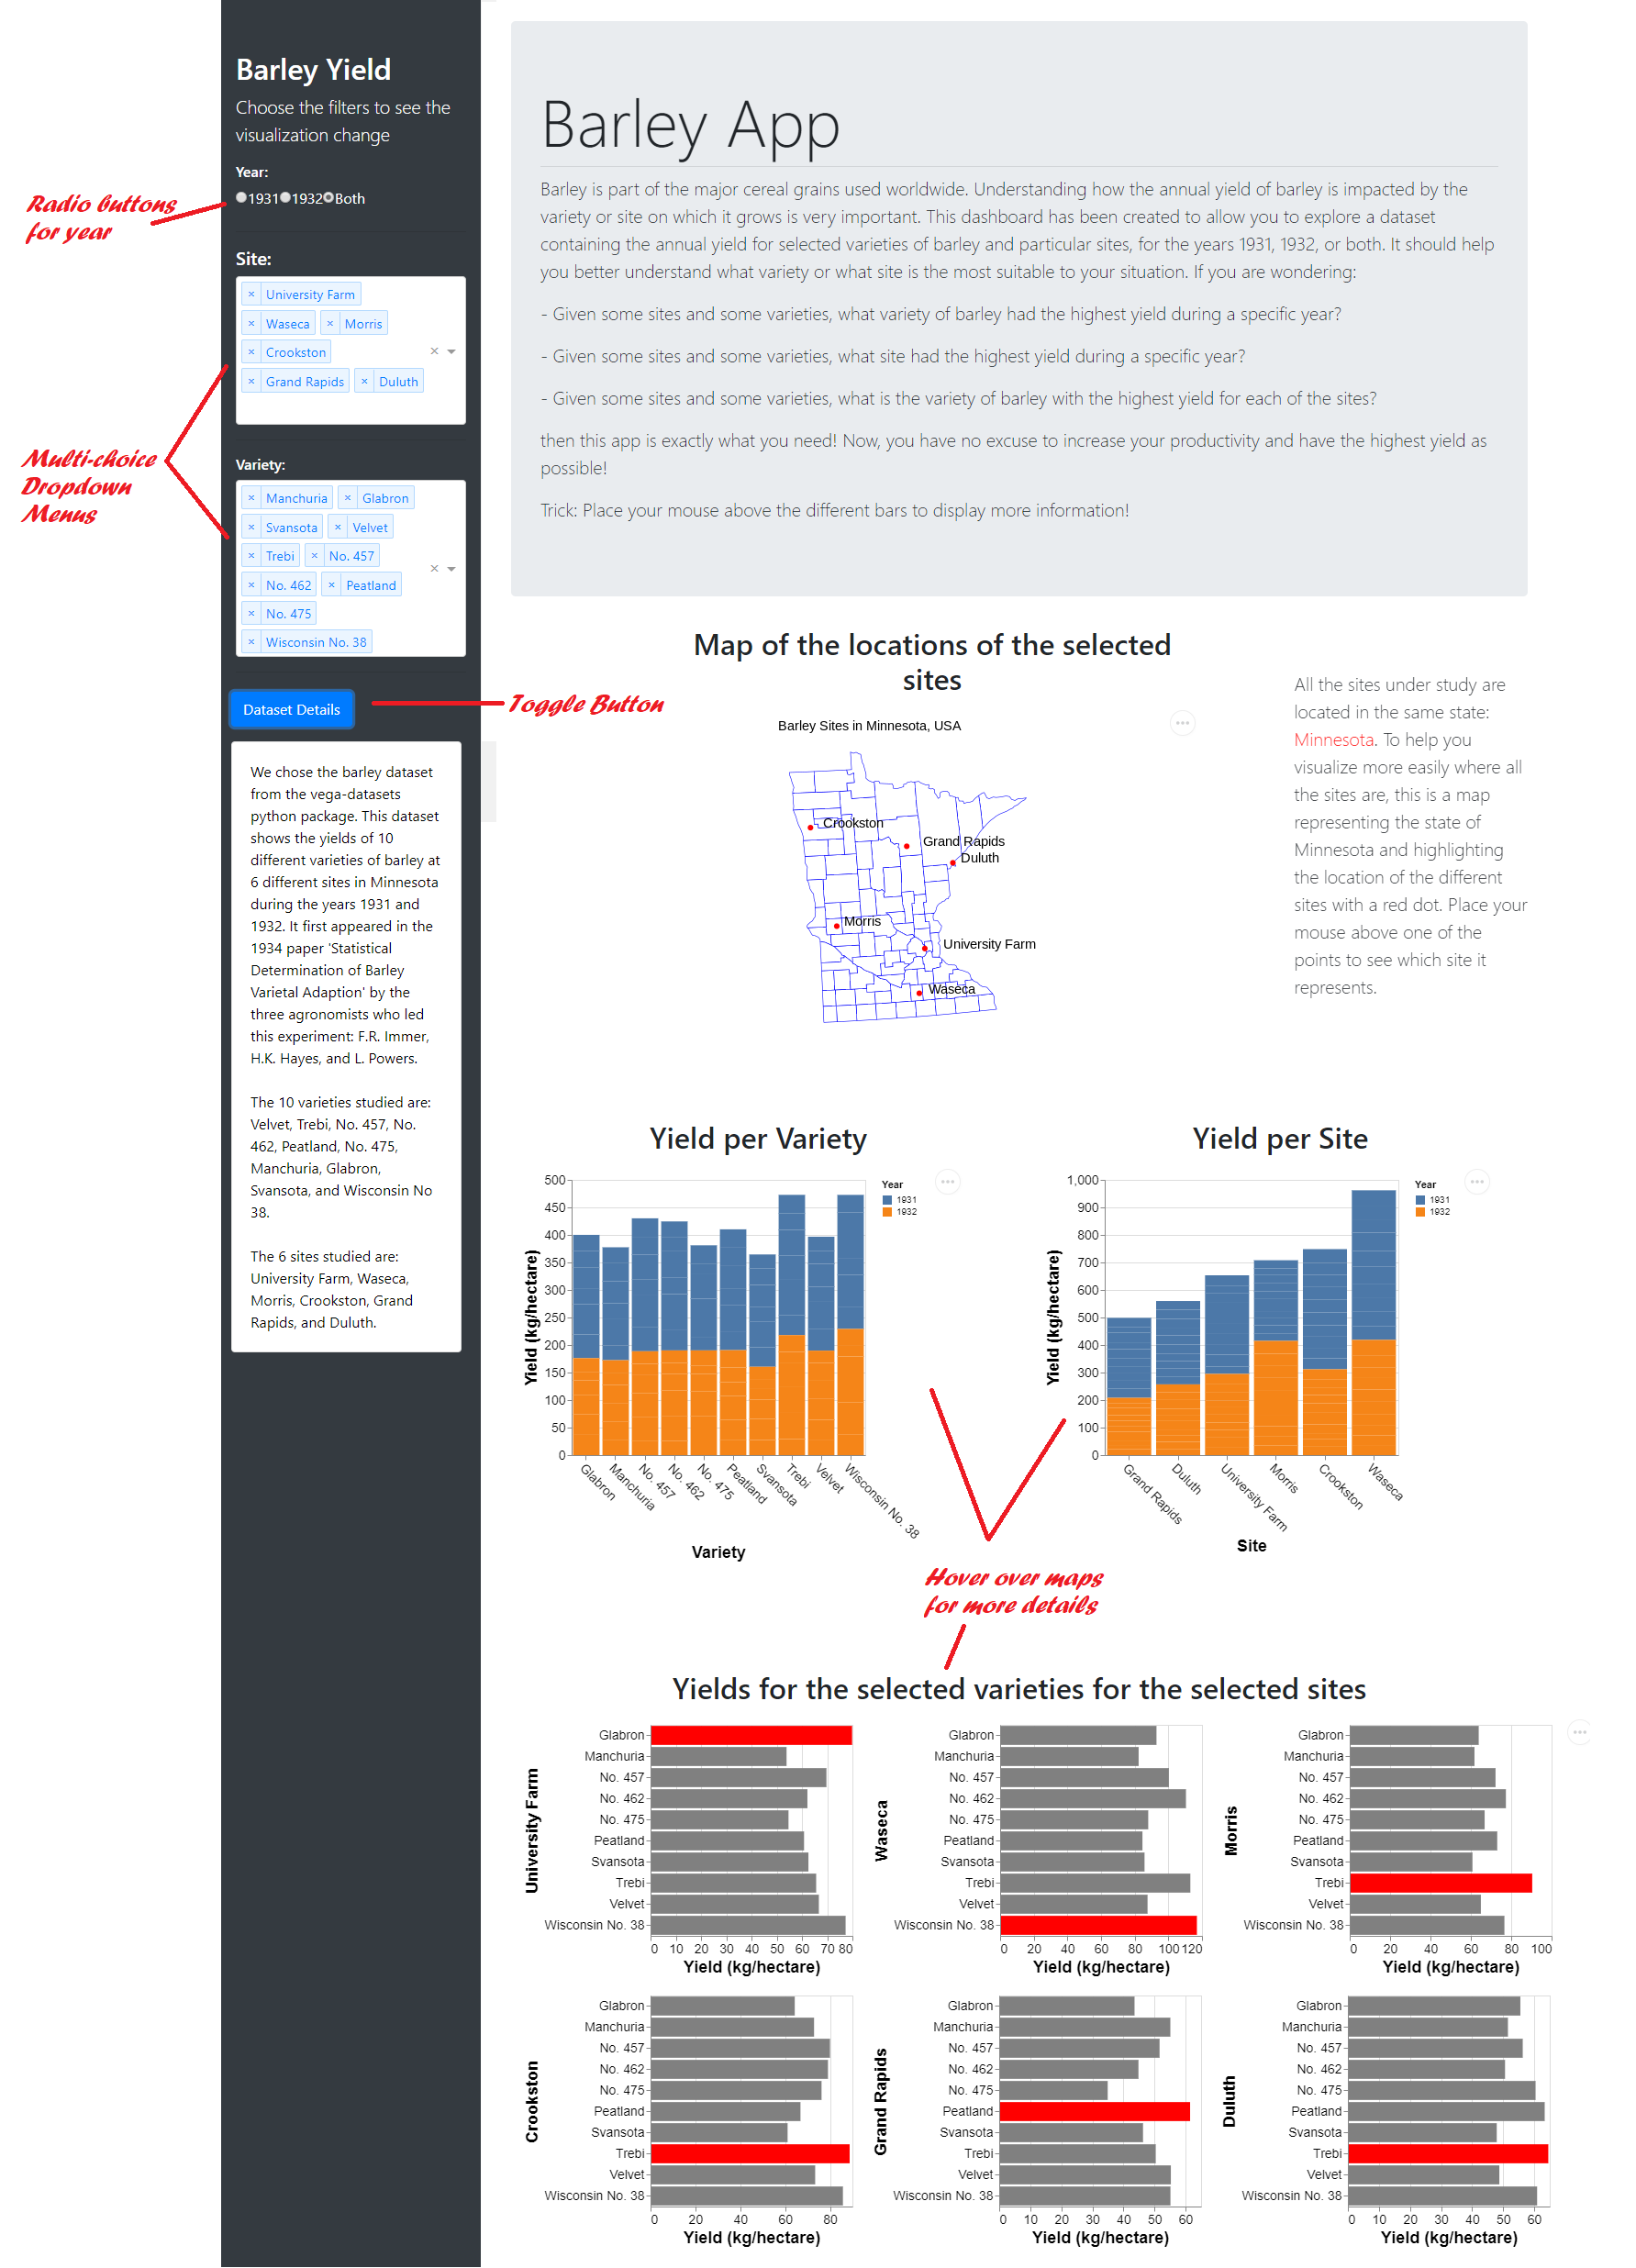 Barley Yield
Choose the filters to see the
visualization change
Year:
1931 1932 Both
Radio buttons
for year
Site:
× University Farm
× Waseca × Morris
× Crookston
× Grand Rapids × Duluth
Multi-choice
Dropdown
Menus
Variety:
× Manchuria × Glabron
× Svansota × Velvet
× Trebi × No. 457
× No. 462 × Peatland
× No. 475
× Wisconsin No. 38
Dataset Details
Toggle Button
We chose the barley dataset
from the vega-datasets
python package. This dataset
shows the yields of 10
different varieties of barley at
6 different sites in Minnesota
during the years 1931 and
1932. It first appeared in the
1934 paper 'Statistical
Determination of Barley
Varietal Adaption' by the
three agronomists who led
this experiment: F.R. Immer,
H.K. Hayes, and L. Powers.
The 10 varieties studied are:
Velvet, Trebi, No. 457, No.
462, Peatland, No. 475,
Manchuria, Glabron,
Svansota, and Wisconsin No
38.
The 6 sites studied are:
University Farm, Waseca,
Morris, Crookston, Grand
Rapids, and Duluth.
Barley App
Barley is part of the major cereal grains used worldwide. Understanding how the annual yield of barley is impacted by the
variety or site on which it grows is very important. This dashboard has been created to allow you to explore a dataset
containing the annual yield for selected varieties of barley and particular sites, for the years 1931, 1932, or both. It should help
you better understand what variety or what site is the most suitable to your situation. If you are wondering:
- Given some sites and some varieties, what variety of barley had the highest yield during a specific year?
- Given some sites and some varieties, what site had the highest yield during a specific year?
- Given some sites and some varieties, what is the variety of barley with the highest yield for each of the sites?
then this app is exactly what you need! Now, you have no excuse to increase your productivity and have the highest yield as
possible!
Trick: Place your mouse above the different bars to display more information!
Map of the locations of the selected
sites
Barley Sites in Minnesota, USA
Crookston
Grand Rapids
Duluth
Morris
University Farm
Waseca
All the sites under study are
located in the same state:
Minnesota. To help you
visualize more easily where all
the sites are, this is a map
representing the state of
Minnesota and highlighting
the location of the different
sites with a red dot. Place your
mouse above one of the
points to see which site it
represents.
Yield per Variety
Yield (kg/hectare)
500
450
400
350
300
250
200
150
100
50
0
Glabron
Manchuria
No. 457
No. 462
No. 475
Peatland
Svansota
Trebi
Velvet
Wisconsin No. 38
Variety
Year
1931
1932
Yield per Site
Yield (kg/hectare)
1,000
900
800
700
600
500
400
300
200
100
0
Grand Rapids
Duluth
University Farm
Morris
Crookston
Waseca
Site
Year
1931
1932
Hover over maps
for more details
Yields for the selected varieties for the selected sites
University Farm
Glabron
Manchuria
No. 457
No. 462
No. 475
Peatland
Svansota
Trebi
Velvet
Wisconsin No. 38
0 10 20 30 40 50 60 70 80
Yield (kg/hectare)
Waseca
Glabron
Manchuria
No. 457
No. 462
No. 475
Peatland
Svansota
Trebi
Velvet
Wisconsin No. 38
0 20 40 60 80 100 120
Yield (kg/hectare)
Morris
Glabron
Manchuria
No. 457
No. 462
No. 475
Peatland
Svansota
Trebi
Velvet
Wisconsin No. 38
0 20 40 60 80 100
Yield (kg/hectare)
Crookston
Glabron
Manchuria
No. 457
No. 462
No. 475
Peatland
Svansota
Trebi
Velvet
Wisconsin No. 38
0 20 40 60 80
Yield (kg/hectare)
Grand Rapids
Glabron
Manchuria
No. 457
No. 462
No. 475
Peatland
Svansota
Trebi
Velvet
Wisconsin No. 38
0 10 20 30 40 50 60
Yield (kg/hectare)
Duluth
Glabron
Manchuria
No. 457
No. 462
No. 475
Peatland
Svansota
Trebi
Velvet
Wisconsin No. 38
0 10 20 30 40 50 60
Yield (kg/hectare)